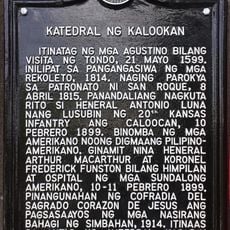 KATEDRAL NG KALOOKAN
ITINATAG NG MGA AGUSTINO BILANG
VISITA NG TONDO, 21 MAYO 1599.
INILIPAT SA PANGANGASIWA NG MGA
REKOLETO, 1814. NAGING PAROKYA
SA PATRONATO NI SAN ROQUE, 8
ABRIL 1815. PANANDALIANG NAGKUTA
RITO SI HENERAL ANTONIO LUNA
NANG LUSUBIN NG 20TH KANSAS
INFANTRY ANG CALOOCAN, 10
PEBRERO 1899. BINOMBA NG MGA
AMERIKANO NOONG DIGMAANG PILIPINO-
AMERIKANO. GINAMIT NINA HENERAL
ARTHUR MACARTHUR AT KORONEL
FREDERICK FUNSTON BILANG HIMPILAN
AT OSPITAL NG MGA SUNDALONG
AMERIKANO, 10-11 PEBRERO 1899.
PINANGUNAHAN NG COFRADIA DEL
SAGRADO CORAZON DE JESUS ANG
PAGSASAAYOS NG MGA NASIRANG
BAHAGI NG SIMBAHAN, 1914. ITINAAS